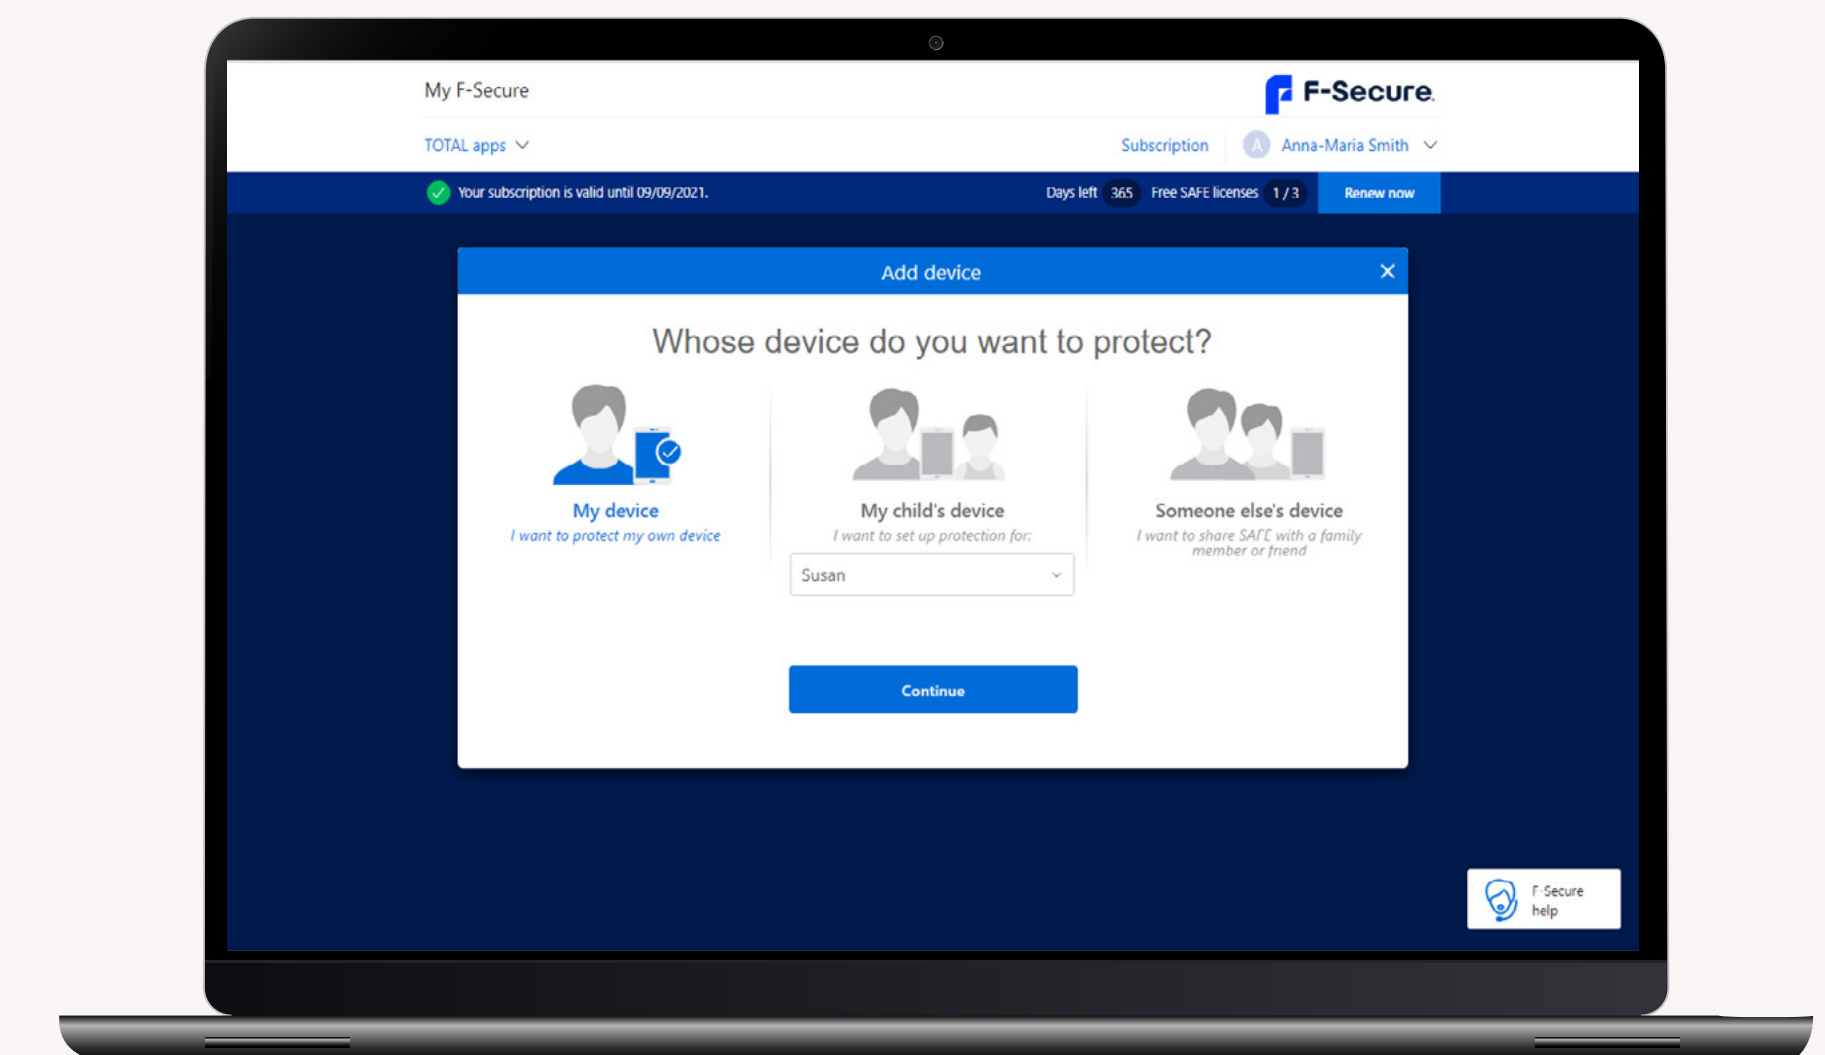 My F-Secure
F-Secure.
TOTAL apps
Subscription
A
Anna-Maria Smith
Your subscription is valid until 09/09/2021.
Days left 365 Free SAFE licenses 1 / 3
Renew now
Add device
Whose device do you want to protect?
My device
I want to protect my own device
My child's device
I want to set up protection for:
Susan
Someone else's device
I want to share SAFE with a family
member or friend
Continue
F-Secure
help